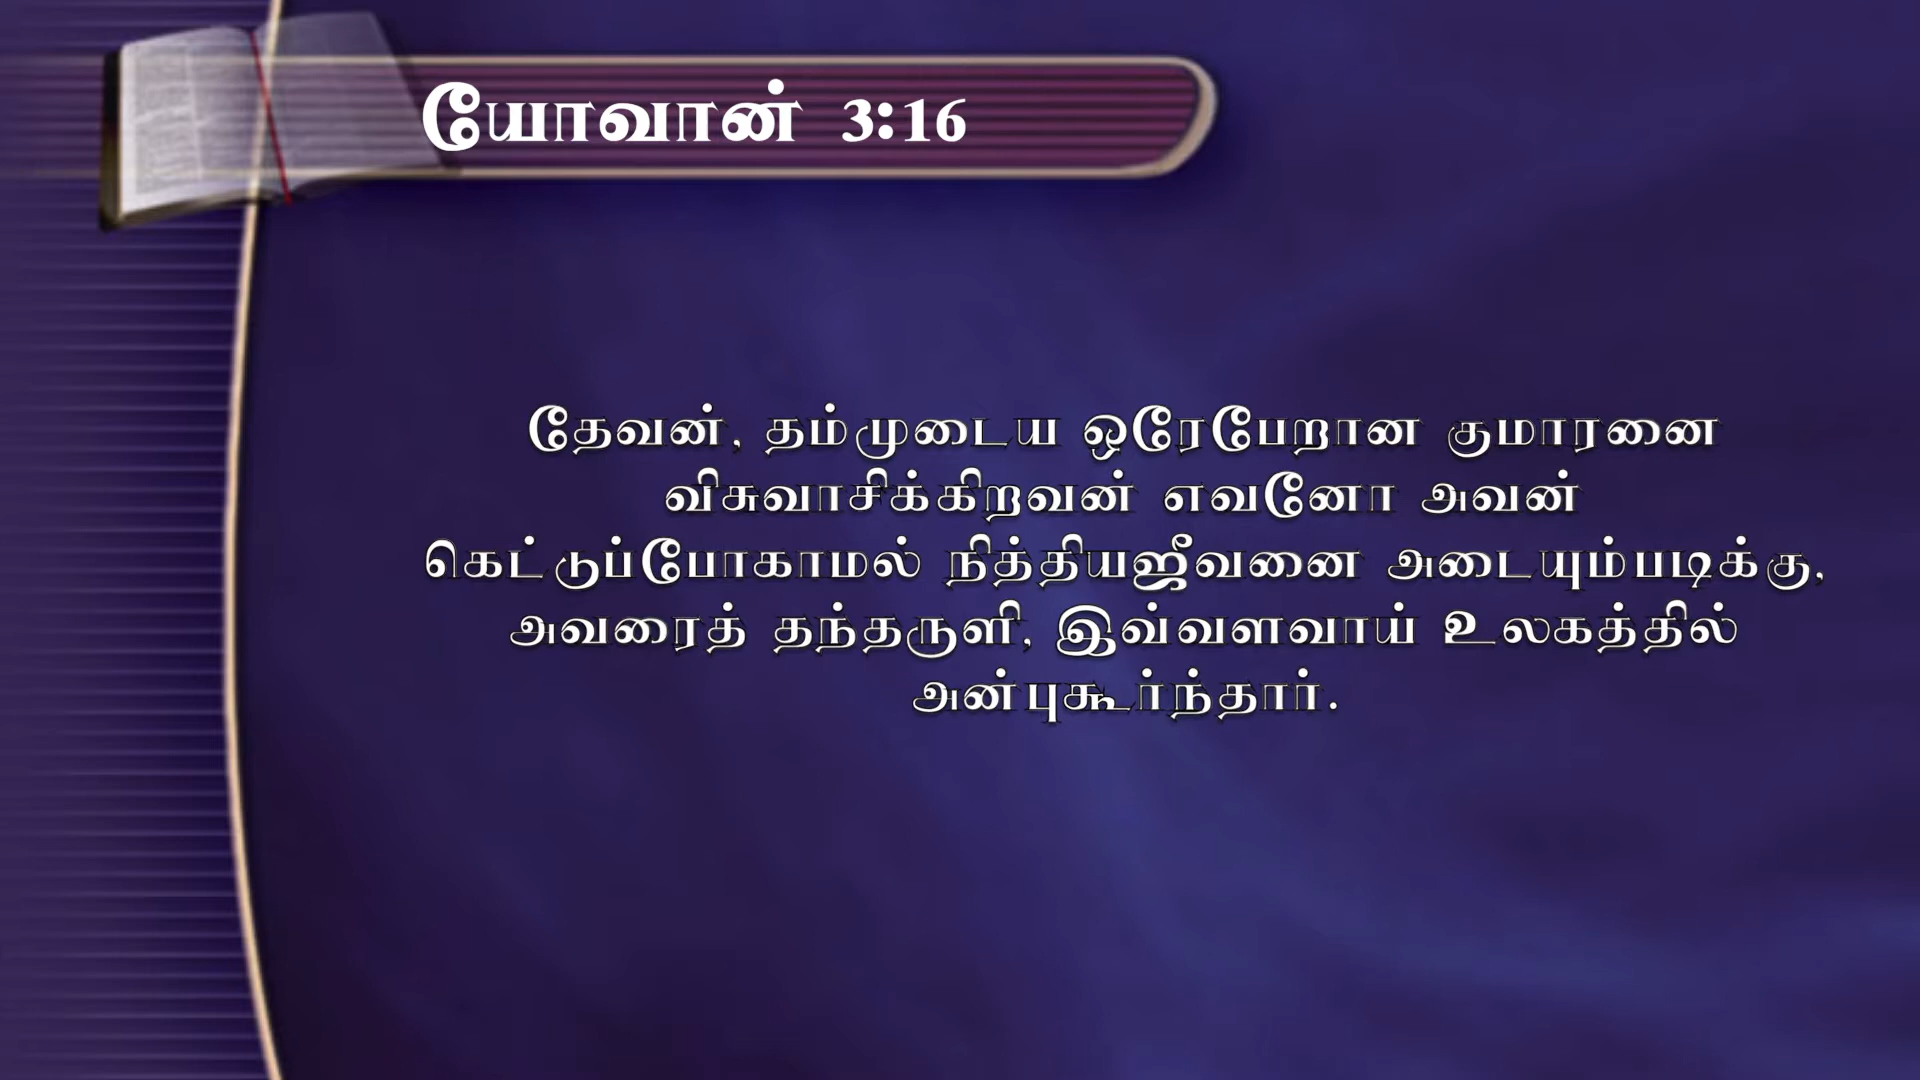 யோவான் 3:16
தேவன், தம்முடைய ஒரேபேறான குமாரனை
விசுவாசிக்கிறவன் எவனோ அவன்
கெட்டுப்போகாமல் நித்தியஜீவனை அடையும்படிக்கு,
அவரைத் தந்தருளி, இவ்வளவாய் உலகத்தில்
அன்புகூர்ந்தார்.